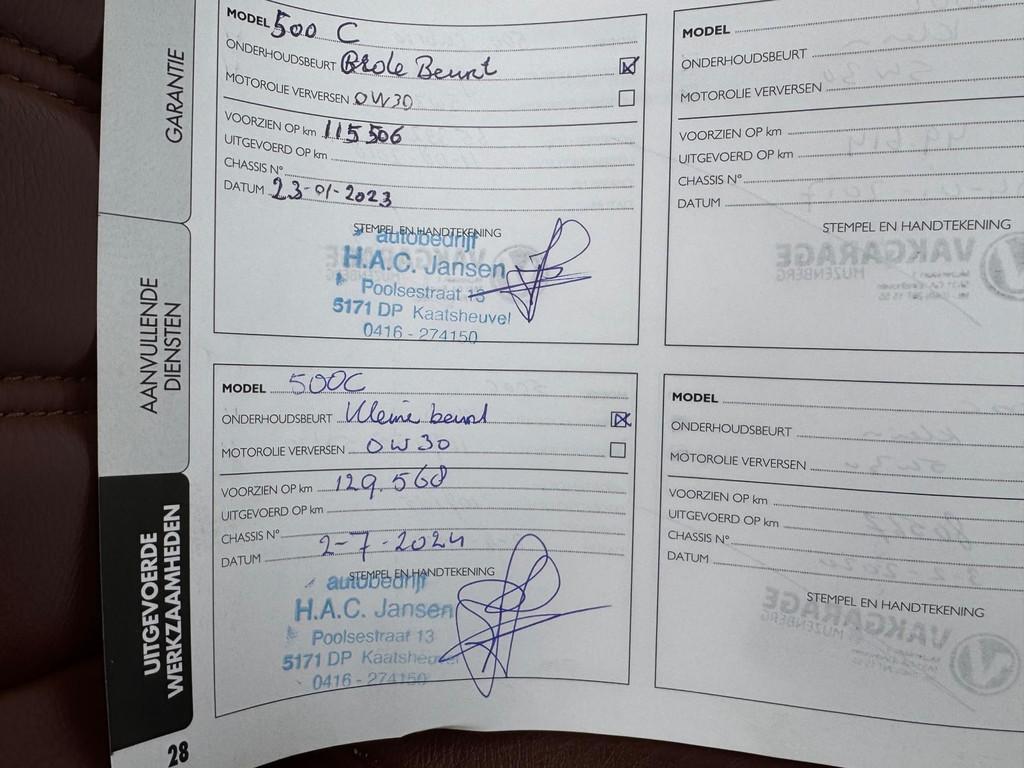 GARANTIE
AANVULLENDE
DIENSTEN
UITGEVOERDE
WERKZAAMHEDEN
28
MODEL 500 C
ONDERHOUDSBEURT Grote Beurt
MOTOROLIE VERVERSEN 0W30
VOORZIEN OP km 115506
UITGEVOERD OP km
CHASSIS N°
DATUM 23-01-2023
STEMPEL EN HANDTEKENING
autobedrijf
H.A.C. Jansen
Poolsestraat 13
5171 DP Kaatsheuvel
0416 - 274150
MODEL 500C
ONDERHOUDSBEURT Kleine beurt
MOTOROLIE VERVERSEN 0W30
VOORZIEN OP km 129.568
UITGEVOERD OP km
CHASSIS N°
DATUM 2-7-2024
STEMPEL EN HANDTEKENING
autobedrijf
H.A.C. Jansen
Poolsestraat 13
5171 DP Kaatsheuvel
0416 - 274150
MODEL
ONDERHOUDSBEURT
MOTOROLIE VERVERSEN
VOORZIEN OP km
UITGEVOERD OP km
CHASSIS N°
DATUM
STEMPEL EN HANDTEKENING
VAKGARAGE
MUZENBERG
MODEL
ONDERHOUDSBEURT
MOTOROLIE VERVERSEN
VOORZIEN OP km
UITGEVOERD OP km
CHASSIS N°
DATUM
STEMPEL EN HANDTEKENING
VAKGARAGE
MUZENBERG